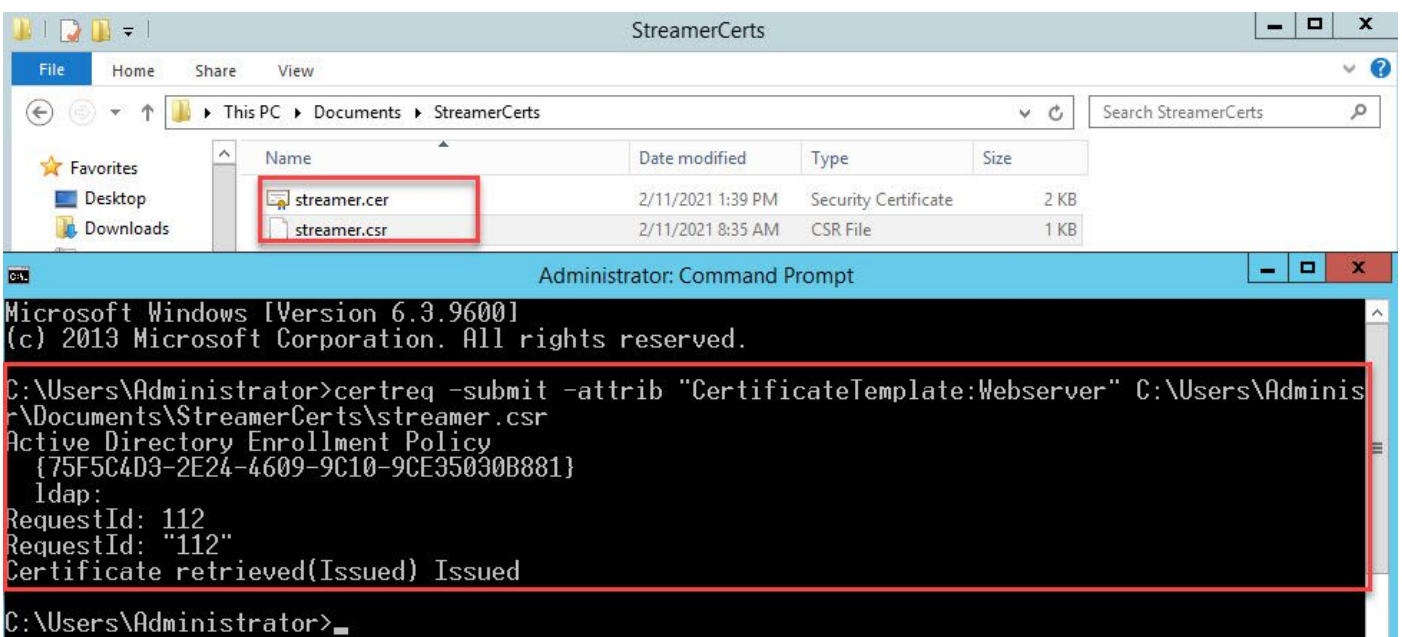 StreamerCerts
File Home Share View
This PC Documents StreamerCerts Search StreamerCerts
Name Date modified Type Size
Favorites
Desktop
Downloads
streamer.cer 2/11/2021 1:39 PM Security Certificate 2 KB
streamer.csr 2/11/2021 8:35 AM CSR File 1 KB
Administrator: Command Prompt
Microsoft Windows [Version 6.3.9600]
(c) 2013 Microsoft Corporation. All rights reserved.
C:\Users\Administrator>certreq -submit -attrib "CertificateTemplate:Webserver" C:\Users\Adminis
r\Documents\StreamerCerts\streamer.csr
Active Directory Enrollment Policy
{75F5C4D3-2E24-4609-9C10-9CE35030B881}
ldap:
RequestId: 112
RequestId: "112"
Certificate retrieved(Issued) Issued
C:\Users\Administrator>